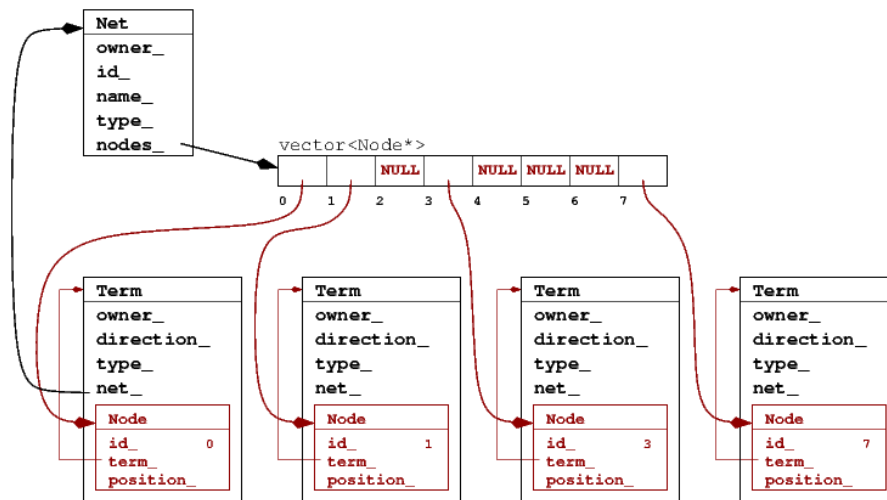 Net
owner_
id_
name_
type_
nodes_
vector<Node*>
NULL NULL NULL NULL
0 1 2 3 4 5 6 7
Term Term Term Term
owner_ owner_ owner_ owner_
direction_ direction_ direction_ direction_
type_ type_ type_ type_
net_ net_ net_ net_
Node Node Node Node
id_ 0 id_ 1 id_ 3 id_ 7
term_ term_ term_ term_
position_ position_ position_ position_